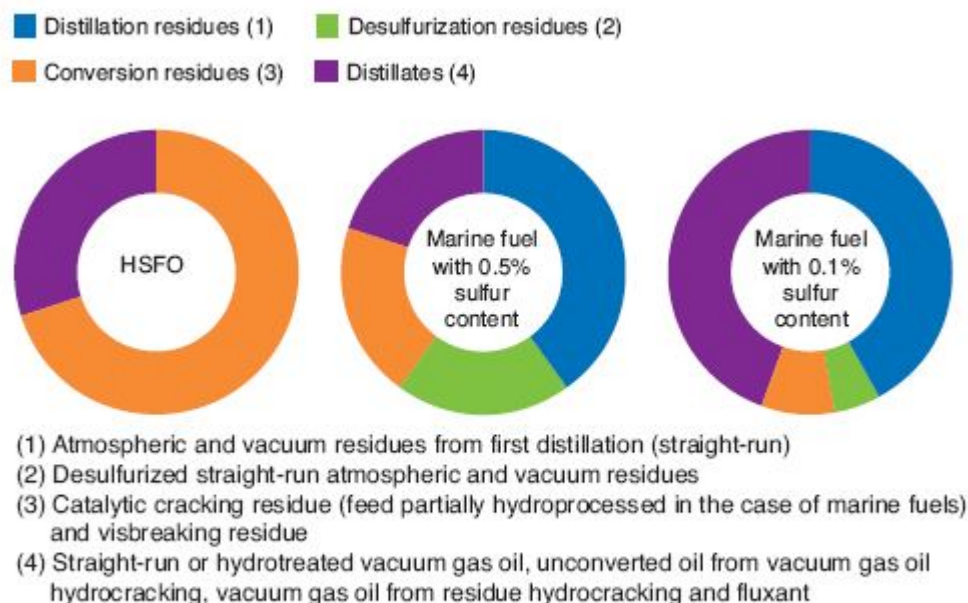 Distillation residues (1)
Desulfurization residues (2)
Conversion residues (3)
Distillates (4)
HSFO
Marine fuel
with 0.5%
sulfur
content
Marine fuel
with 0.1%
sulfur
content
(1) Atmospheric and vacuum residues from first distillation (straight-run)
(2) Desulfurized straight-run atmospheric and vacuum residues
(3) Catalytic cracking residue (feed partially hydroprocessed in the case of marine fuels)
and visbreaking residue
(4) Straight-run or hydrotreated vacuum gas oil, unconverted oil from vacuum gas oil
hydrocracking, vacuum gas oil from residue hydrocracking and fluxant